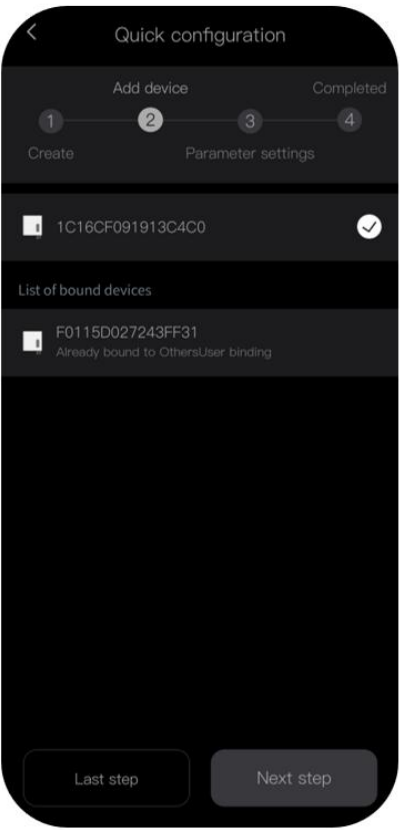 Quick configuration
Add device
Completed
1
2
3
4
Create
Parameter settings
1C16CF091913C4C0
List of bound devices
F0115D027243FF31
Already bound to OthersUser binding
Last step
Next step